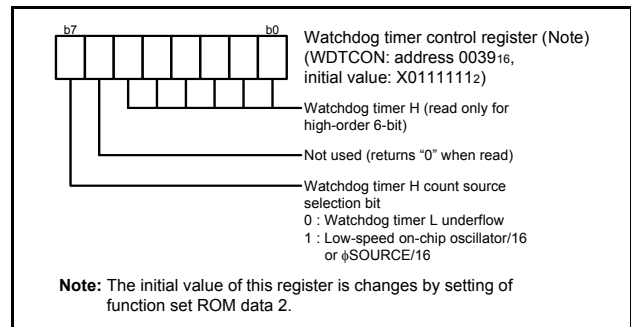 b7 b0
Watchdog timer control register (Note)
(WDTCON: address 003916,
initial value: X01111112)
Watchdog timer H (read only for
high-order 6-bit)
Not used (returns “0” when read)
Watchdog timer H count source
selection bit
0 : Watchdog timer L underflow
1 : Low-speed on-chip oscillator/16
or ϕSOURCE/16
Note: The initial value of this register is changes by setting of
function set ROM data 2.